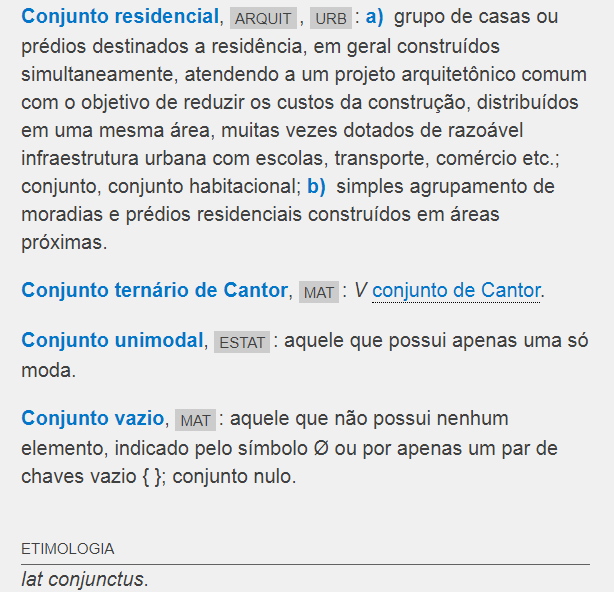 Conjunto residencial, ARQUIT , URB : a) grupo de casas ou
prédios destinados a residência, em geral construídos
simultaneamente, atendendo a um projeto arquitetônico comum
com o objetivo de reduzir os custos da construção, distribuídos
em uma mesma área, muitas vezes dotados de razoável
infraestrutura urbana com escolas, transporte, comércio etc.;
conjunto, conjunto habitacional; b) simples agrupamento de
moradias e prédios residenciais construídos em áreas
próximas.
Conjunto ternário de Cantor, MAT : V conjunto de Cantor.
Conjunto unimodal, ESTAT : aquele que possui apenas uma só
moda.
Conjunto vazio, MAT : aquele que não possui nenhum
elemento, indicado pelo símbolo Ø ou por apenas um par de
chaves vazio { }; conjunto nulo.
ETIMOLOGIA
lat conjunctus.